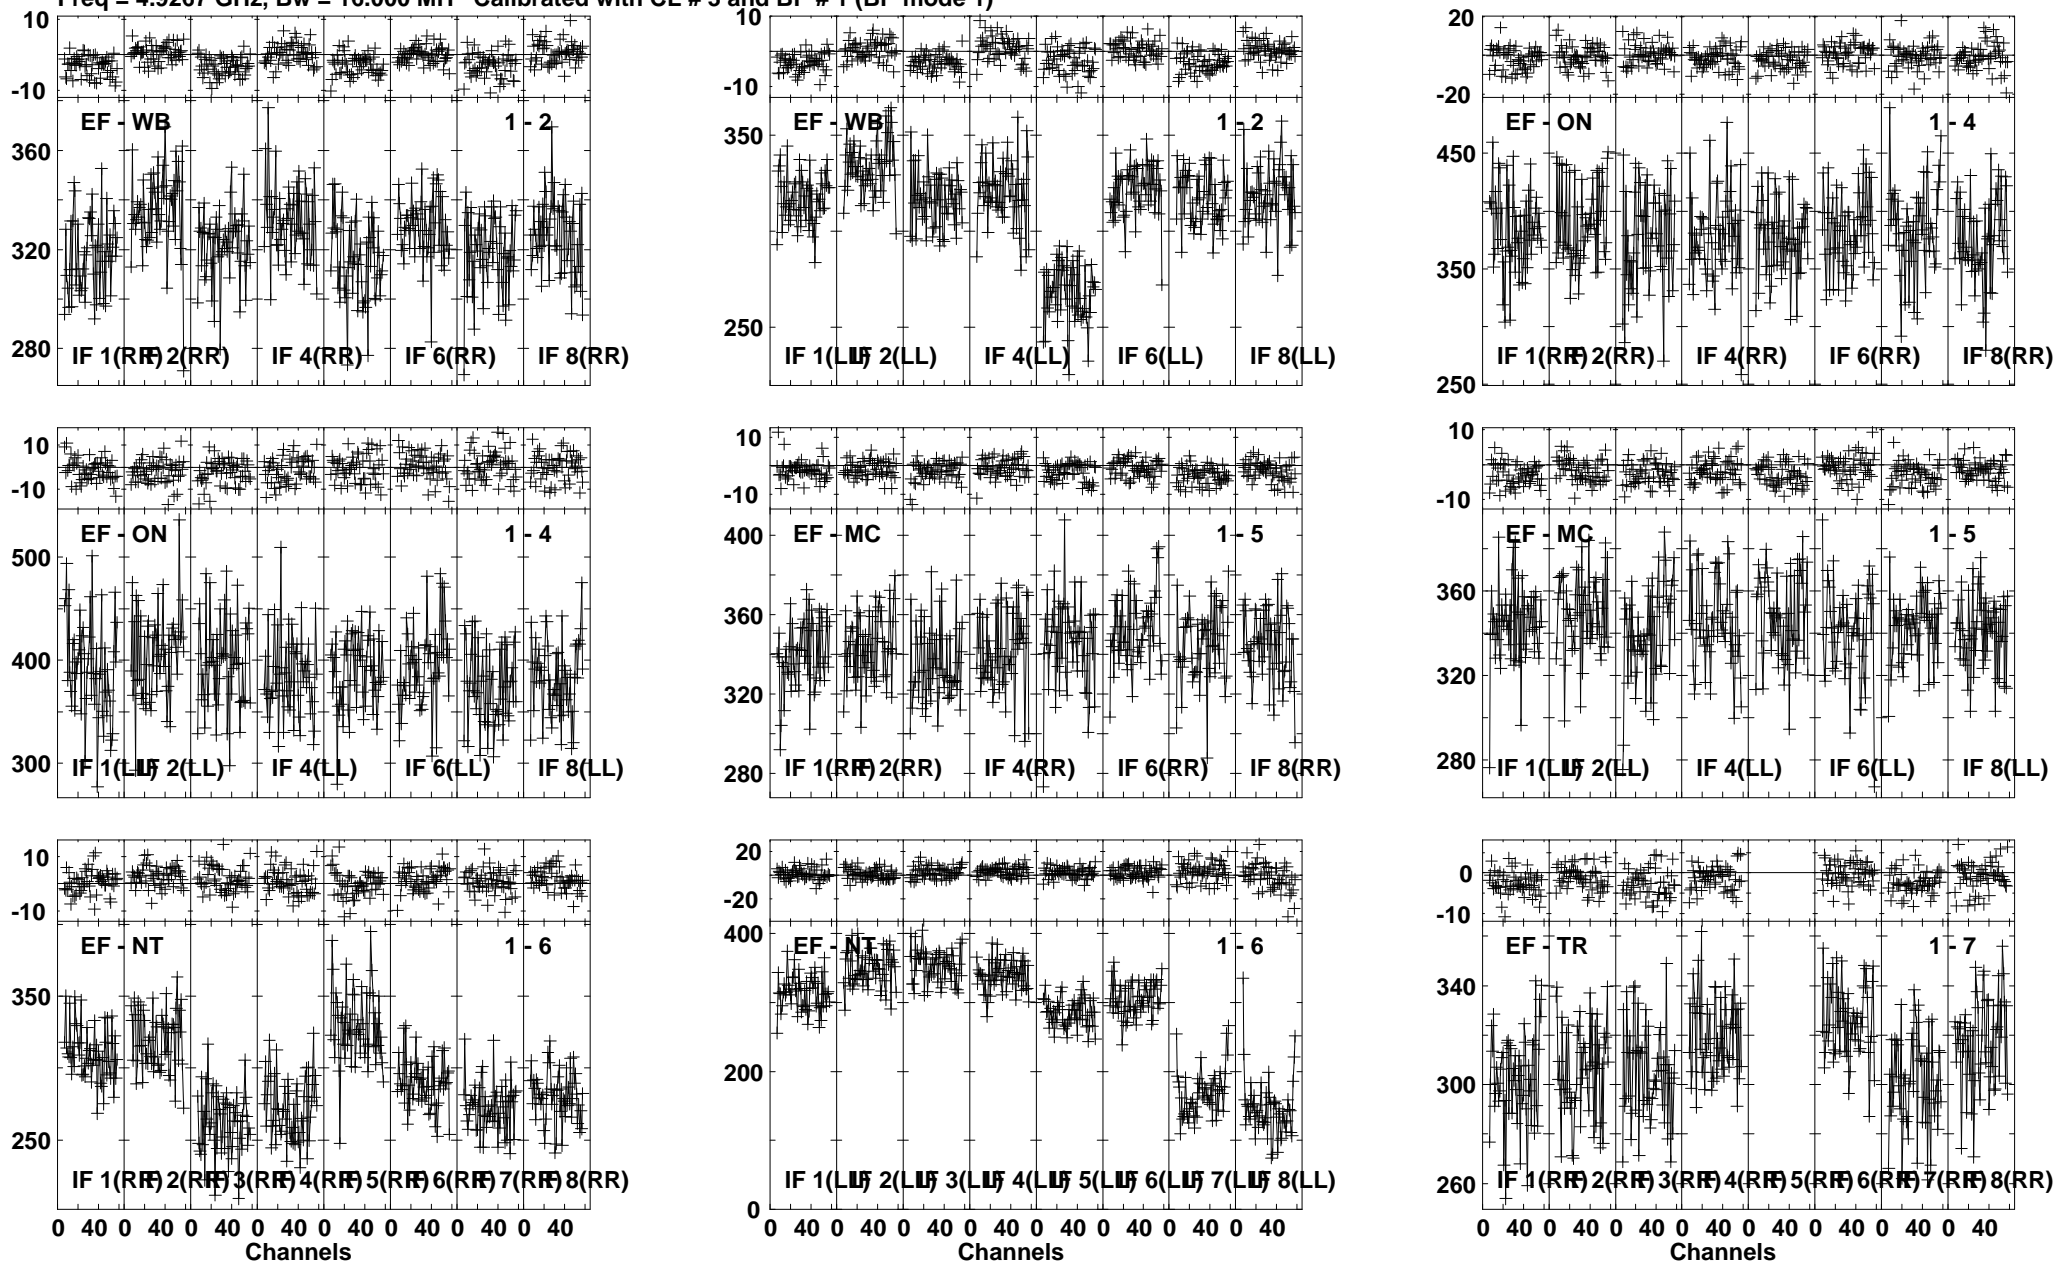 Freq = 4.9267 GHz, Bw = 16.000 MH Calibrated with CL # 3 and BP # 1 (BP mode 1)
10
-10
EF - WB 1 - 2
360
320
280
IF 1(RR) IF 2(RR) IF 4(RR) IF 6(RR) IF 8(RR)
10
-10
EF - WB 1 - 2
350
250
IF 1(LL) IF 2(LL) IF 4(LL) IF 6(LL) IF 8(LL)
20
-20
EF - ON 1 - 4
450
350
250
IF 1(RR) IF 2(RR) IF 4(RR) IF 6(RR) IF 8(RR)
10
-10
EF - ON 1 - 4
500
400
300
IF 1(LL) IF 2(LL) IF 4(LL) IF 6(LL) IF 8(LL)
10
-10
EF - MC 1 - 5
400
360
320
280
IF 1(RR) IF 2(RR) IF 4(RR) IF 6(RR) IF 8(RR)
10
-10
EF - MC 1 - 5
360
320
280
IF 1(LL) IF 2(LL) IF 4(LL) IF 6(LL) IF 8(LL)
10
-10
EF - NT 1 - 6
350
250
IF 1(RR) IF 2(RR) IF 3(RR) IF 4(RR) IF 5(RR) IF 6(RR) IF 7(RR) IF 8(RR)
0 40 0 40 0 40 0 40 0 40 0 40 0 40 0 40
Channels
20
-20
EF - NT 1 - 6
400
200
0
IF 1(LL) IF 2(LL) IF 3(LL) IF 4(LL) IF 5(LL) IF 6(LL) IF 7(LL) IF 8(LL)
0 40 0 40 0 40 0 40 0 40 0 40 0 40 0 40
Channels
0
-10
EF - TR 1 - 7
340
300
260
IF 1(RR) IF 2(RR) IF 3(RR) IF 4(RR) IF 5(RR) IF 6(RR) IF 7(RR) IF 8(RR)
0 40 0 40 0 40 0 40 0 40 0 40 0 40 0 40
Channels